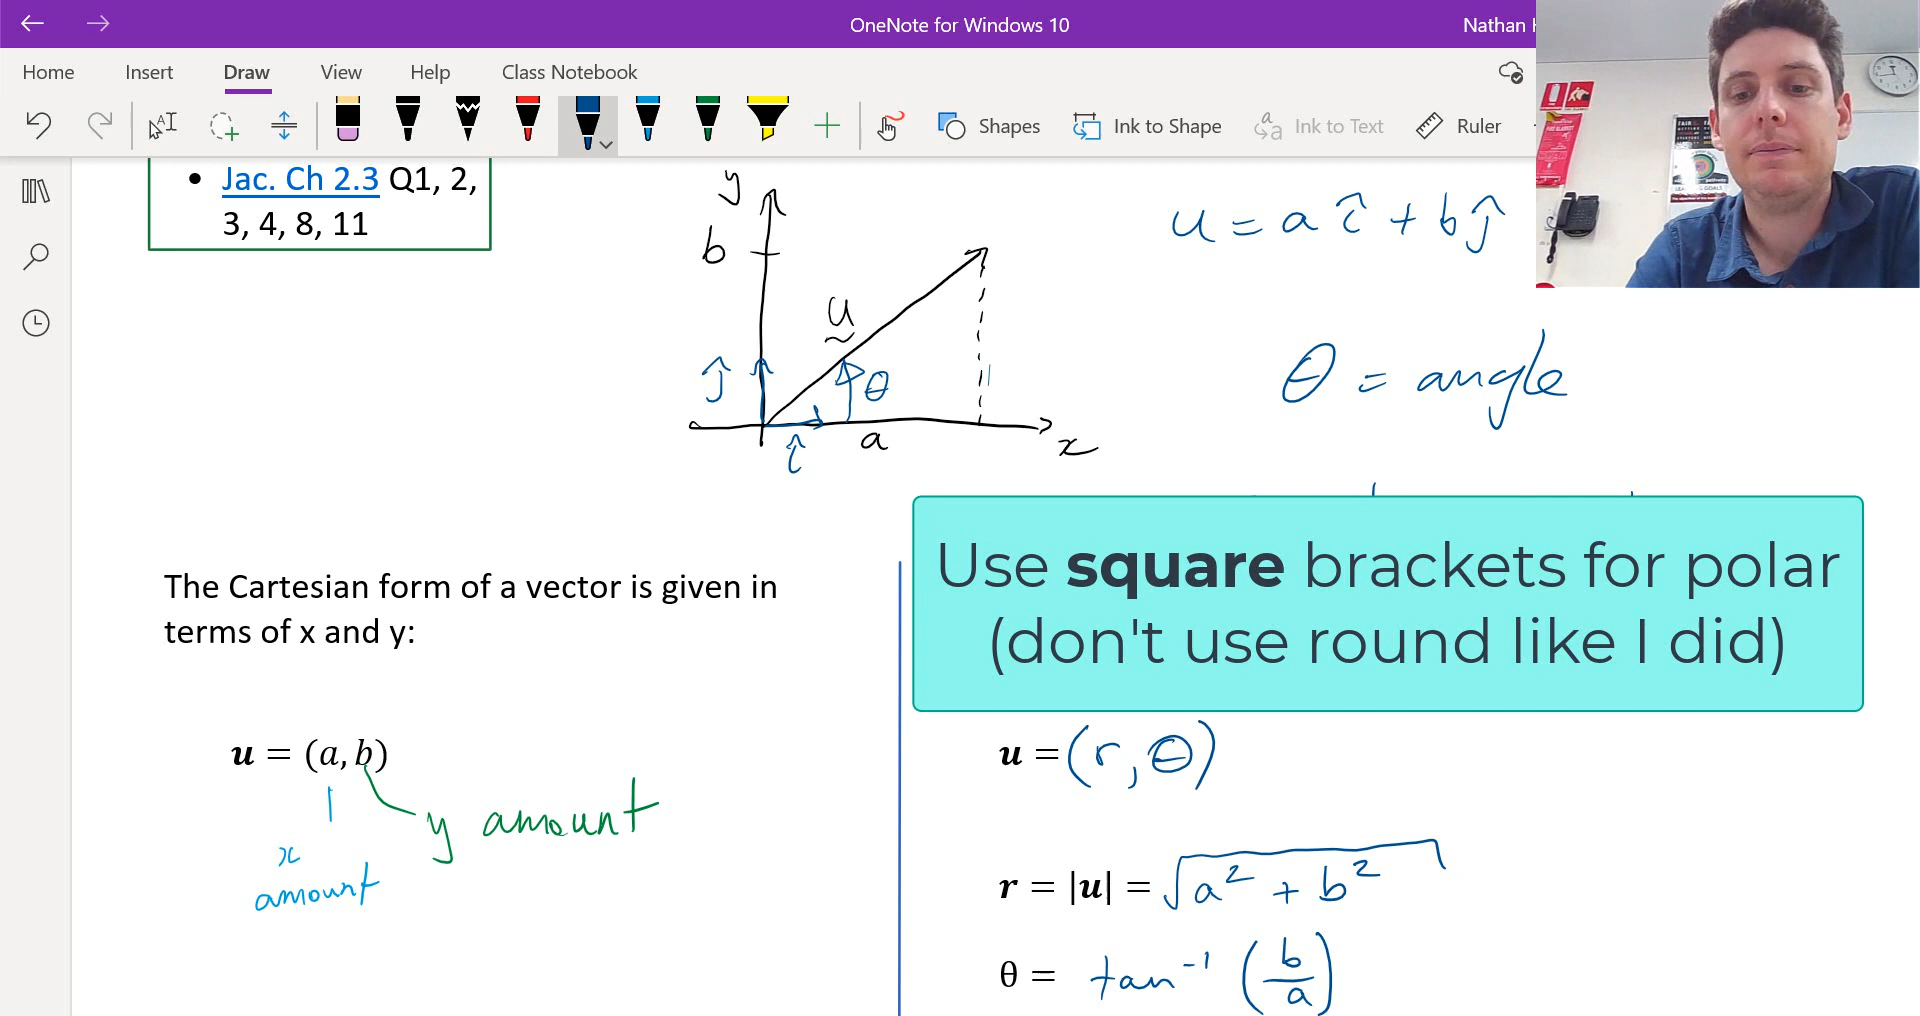 OneNote for Windows 10
Nathan
Home Insert Draw View Help Class Notebook
Shapes Ink to Shape Ink to Text Ruler
Jac. Ch 2.3 Q1, 2,
3, 4, 8, 11
y
b
u
ĵ
θ
î
a
x
u = a î + b ĵ
θ = angle
Use square brackets for polar
(don't use round like I did)
The Cartesian form of a vector is given in
terms of x and y:
u = (a, b)
y amount
x
amount
u = (r, θ)
r = |u| = √a² + b²
θ = tan⁻¹ (b/a)